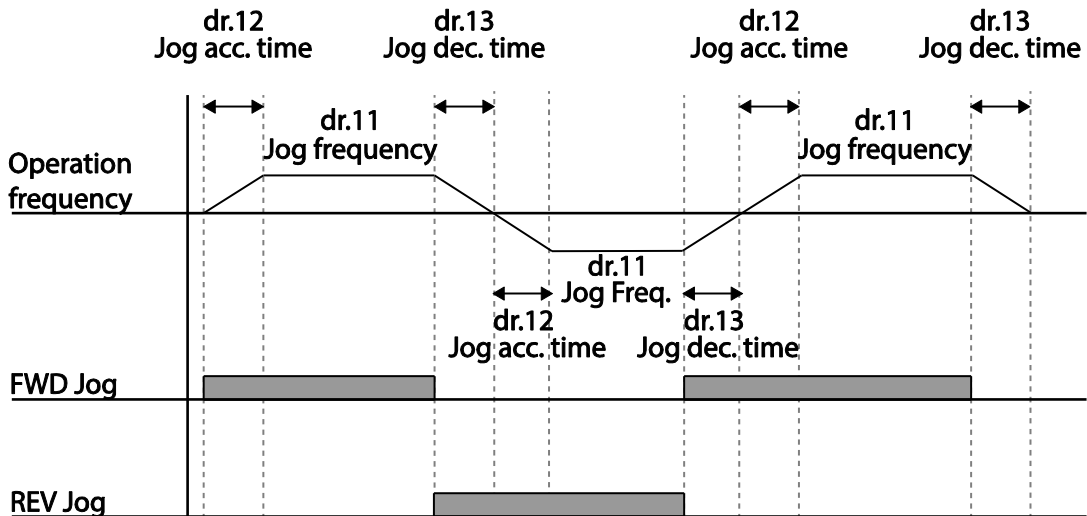 dr.12
Jog acc. time
dr.13
Jog dec. time
dr.12
Jog acc. time
dr.13
Jog dec. time
dr.11
Jog frequency
dr.11
Jog frequency
Operation
frequency
dr.11
Jog Freq.
dr.12
Jog acc. time
dr.13
Jog dec. time
FWD Jog
REV Jog